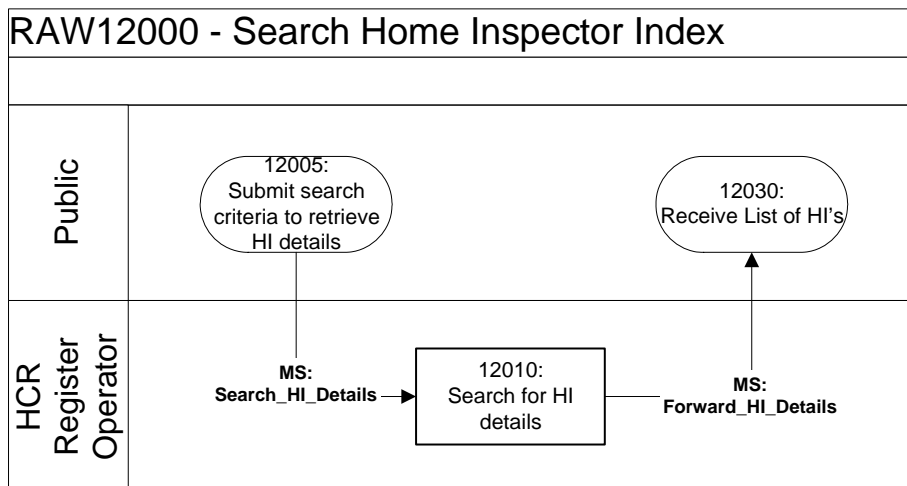 RAW12000 - Search Home Inspector Index
Public
12005:
Submit search
criteria to retrieve
HI details
12030:
Receive List of HI's
HCR
Register
Operator
MS:
Search_HI_Details
12010:
Search for HI
details
MS:
Forward_HI_Details